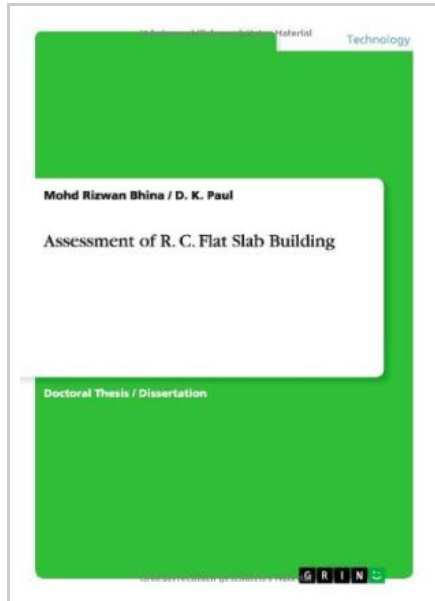 Technology
Mohd Rizwan Bhina / D. K. Paul
Assessment of R. C. Flat Slab Building
Doctoral Thesis / Dissertation
GRIN